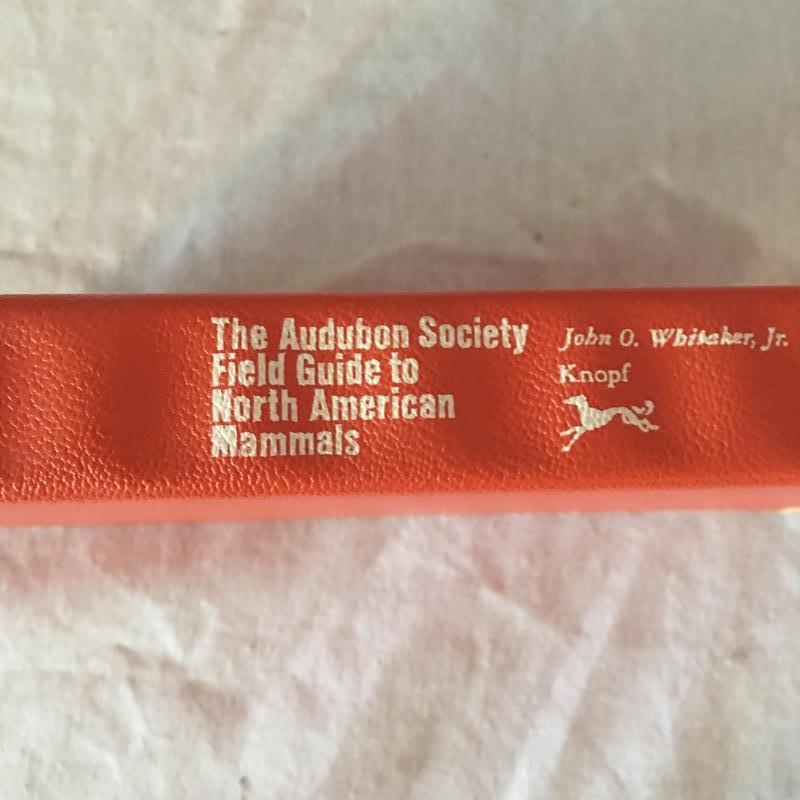 The Audubon Society
Field Guide to
North American
Mammals
John O. Whitaker, Jr.
Knopf